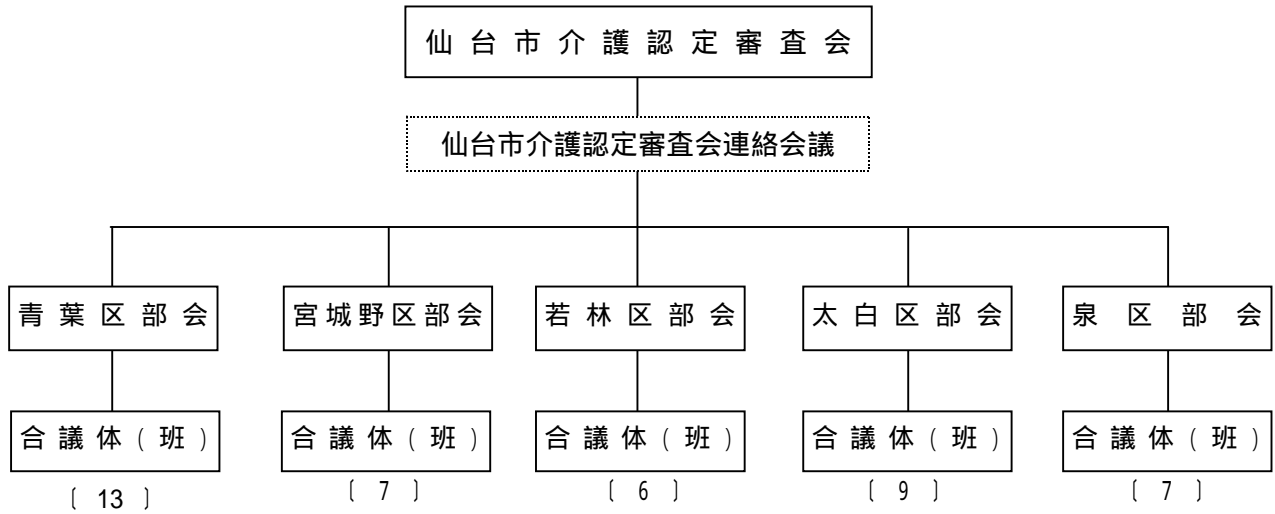 仙台市介護認定審査会
仙台市介護認定審査会連絡会議
青葉区部会 宮城野区部会 若林区部会 太白区部会 泉区部会
合議体(班) 合議体(班) 合議体(班) 合議体(班) 合議体(班)
〔 13 〕 〔 7 〕 〔 6 〕 〔 9 〕 〔 7 〕